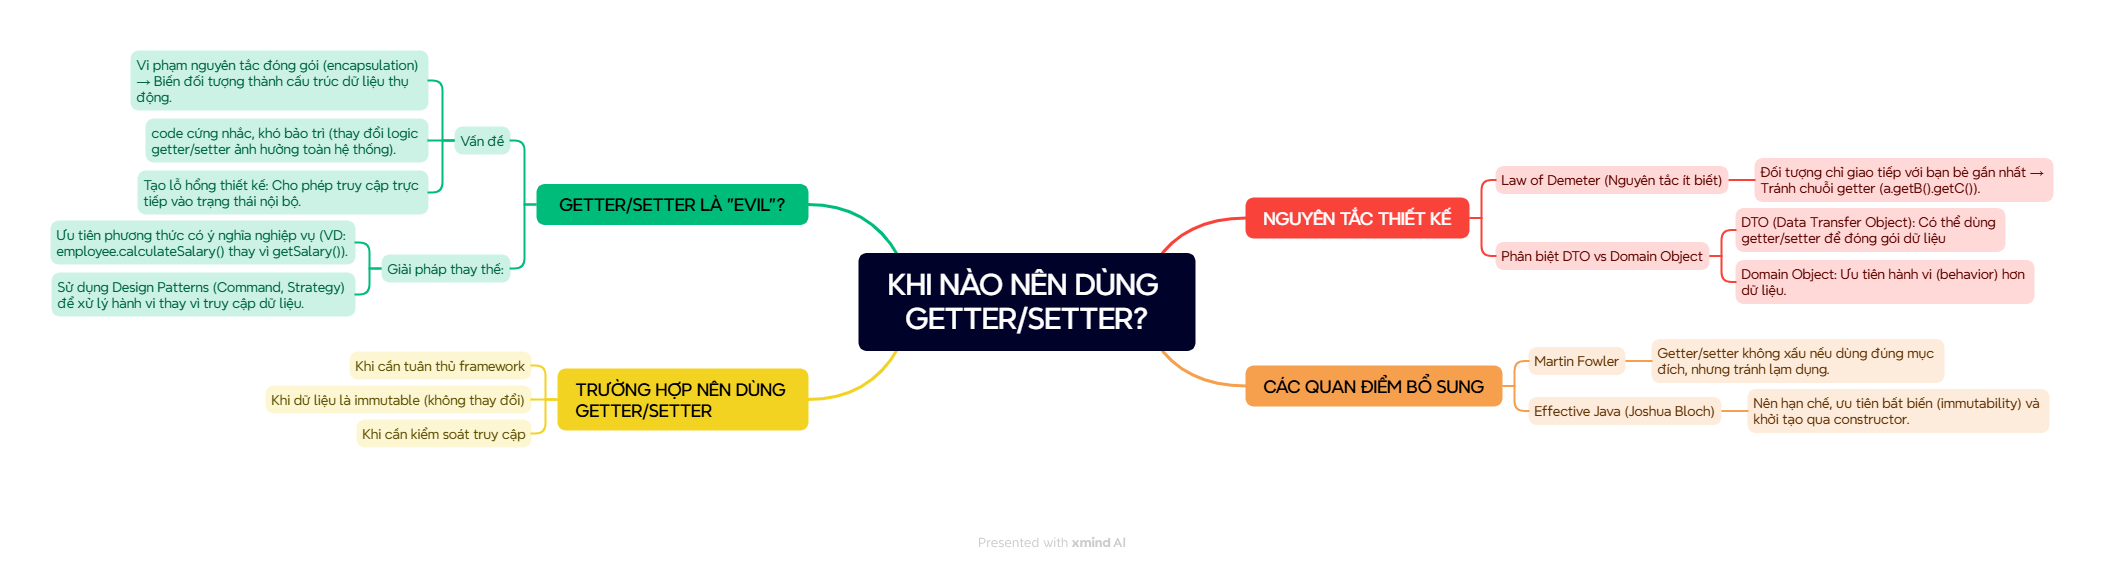 KHI NÀO NÊN DÙNG
GETTER/SETTER?
NGUYÊN TẮC THIẾT KẾ
Law of Demeter (Nguyên tắc ít biết)
Đối tượng chỉ giao tiếp với bạn bè gần nhất →
Tránh chuỗi getter (a.getB().getC()).
Phân biệt DTO vs Domain Object
DTO (Data Transfer Object): Có thể dùng
getter/setter để đóng gói dữ liệu
Domain Object: Ưu tiên hành vi (behavior) hơn
dữ liệu.
CÁC QUAN ĐIỂM BỔ SUNG
Martin Fowler
Getter/setter không xấu nếu dùng đúng mục
đích, nhưng tránh lạm dụng.
Effective Java (Joshua Bloch)
Nên hạn chế, ưu tiên bất biến (immutability) và
khởi tạo qua constructor.
GETTER/SETTER LÀ "EVIL"?
Vấn đề
Vi phạm nguyên tắc đóng gói (encapsulation)
→ Biến đối tượng thành cấu trúc dữ liệu thụ
động.
code cứng nhắc, khó bảo trì (thay đổi logic
getter/setter ảnh hưởng toàn hệ thống).
Tạo lỗ hổng thiết kế: Cho phép truy cập trực
tiếp vào trạng thái nội bộ.
Giải pháp thay thế:
Ưu tiên phương thức có ý nghĩa nghiệp vụ (VD:
employee.calculateSalary() thay vì getSalary()).
Sử dụng Design Patterns (Command, Strategy)
để xử lý hành vi thay vì truy cập dữ liệu.
TRƯỜNG HỢP NÊN DÙNG
GETTER/SETTER
Khi cần tuân thủ framework
Khi dữ liệu là immutable (không thay đổi)
Khi cần kiểm soát truy cập
Presented with xmind AI